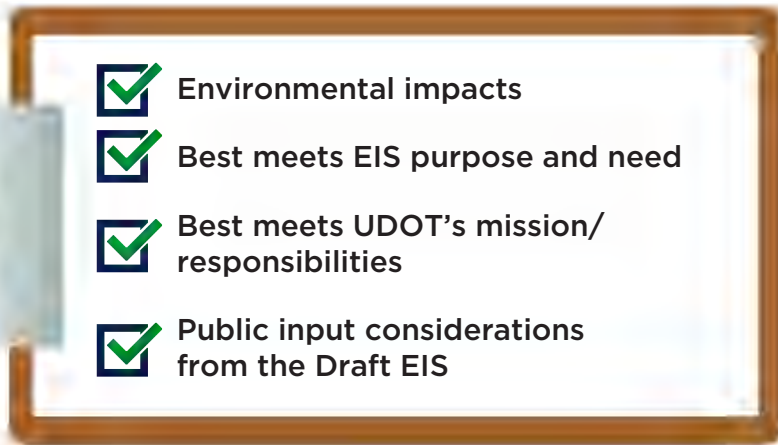 Environmental impacts
Best meets EIS purpose and need
Best meets UDOT's mission/
responsibilities
Public input considerations
from the Draft EIS